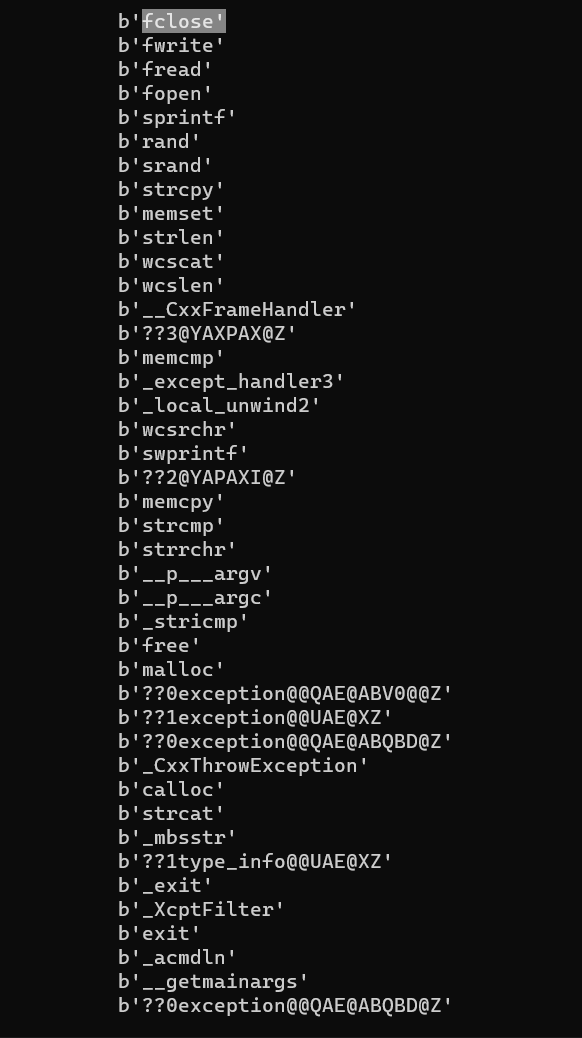 b'fclose'
b'fwrite'
b'fread'
b'fopen'
b'sprintf'
b'rand'
b'srand'
b'strcpy'
b'memset'
b'strlen'
b'wcscat'
b'wcslen'
b'__CxxFrameHandler'
b'??3@YAXPAX@Z'
b'memcmp'
b'_except_handler3'
b'_local_unwind2'
b'wcsrchr'
b'swprintf'
b'??2@YAPAXI@Z'
b'memcpy'
b'strcmp'
b'strrchr'
b'__p___argv'
b'__p___argc'
b'_stricmp'
b'free'
b'malloc'
b'??0exception@@QAE@ABV0@@Z'
b'??1exception@@UAE@XZ'
b'??0exception@@QAE@ABQBD@Z'
b'_CxxThrowException'
b'calloc'
b'strcat'
b'_mbsstr'
b'??1type_info@@UAE@XZ'
b'_exit'
b'_XcptFilter'
b'exit'
b'_acmdln'
b'__getmainargs'
b'??0exception@@QAE@ABQBD@Z'